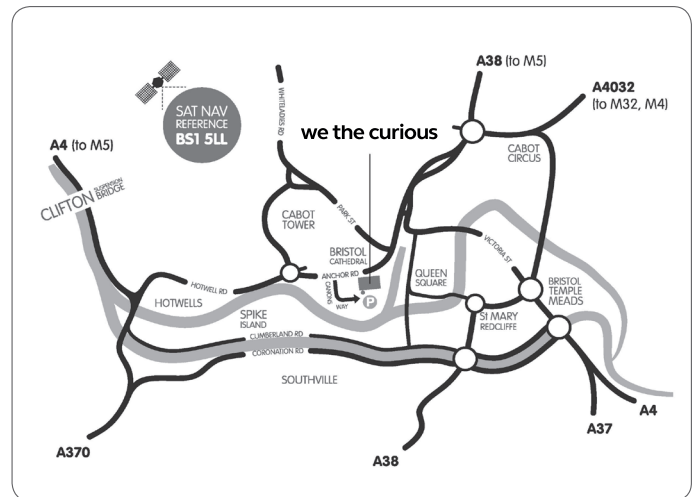 A38 (to M5)
A4032
(to M32, M4)
SAT NAV
REFERENCE
BS1 5LL
WHITELADIES RD
we the curious
CABOT
CIRCUS
A4 (to M5)
CLIFTON SUSPENSION
BRIDGE
CABOT
TOWER
PARK ST
BRISTOL
CATHEDRAL
VICTORIA ST
ANCHOR RD
QUEEN
SQUARE
HOTWELL RD
CANONS
WAY
P
BRISTOL
TEMPLE
MEADS
HOTWELLS
SPIKE
ISLAND
St MARY
REDCLIFFE
CUMBERLAND RD
CORONATION RD
SOUTHVILLE
A4
A37
A370
A38